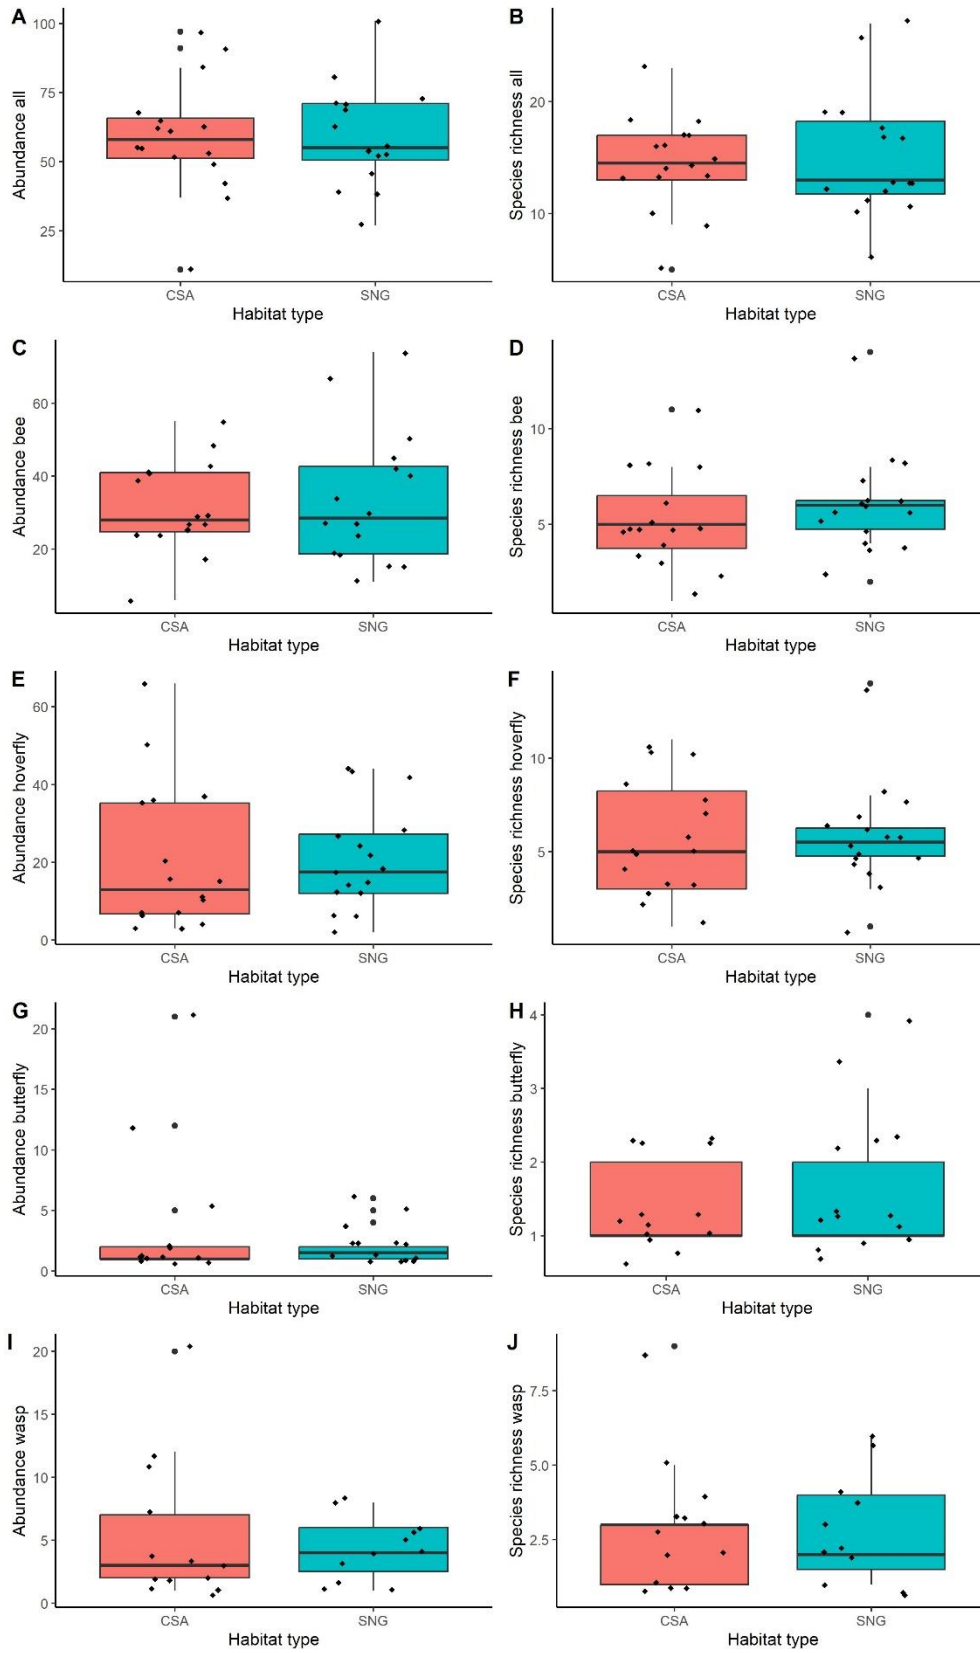 A
Abundance all
100
75
50
25
CSA
SNG
Habitat type
B
Species richness all
20
10
CSA
SNG
Habitat type
C
Abundance bee
60
40
20
CSA
SNG
Habitat type
D
Species richness bee
10
5
CSA
SNG
Habitat type
E
Abundance hoverfly
60
40
20
0
CSA
SNG
Habitat type
F
Species richness hoverfly
10
5
CSA
SNG
Habitat type
G
Abundance butterfly
20
15
10
5
0
CSA
SNG
Habitat type
H
Species richness butterfly
4
3
2
1
CSA
SNG
Habitat type
I
Abundance wasp
20
15
10
5
0
CSA
SNG
Habitat type
J
Species richness wasp
7.5
5.0
2.5
CSA
SNG
Habitat type